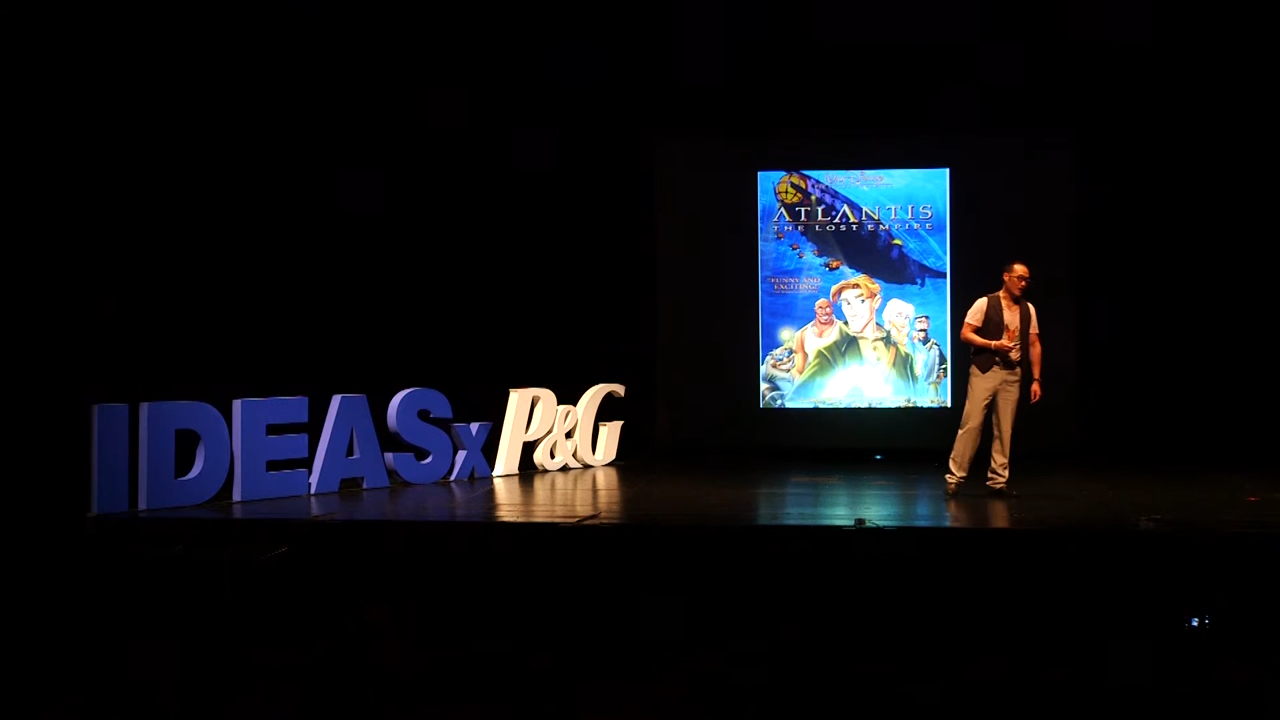 IDEASxP&G
ATLANTIS
THE LOST EMPIRE
"FUNNY AND
EXCITING!"